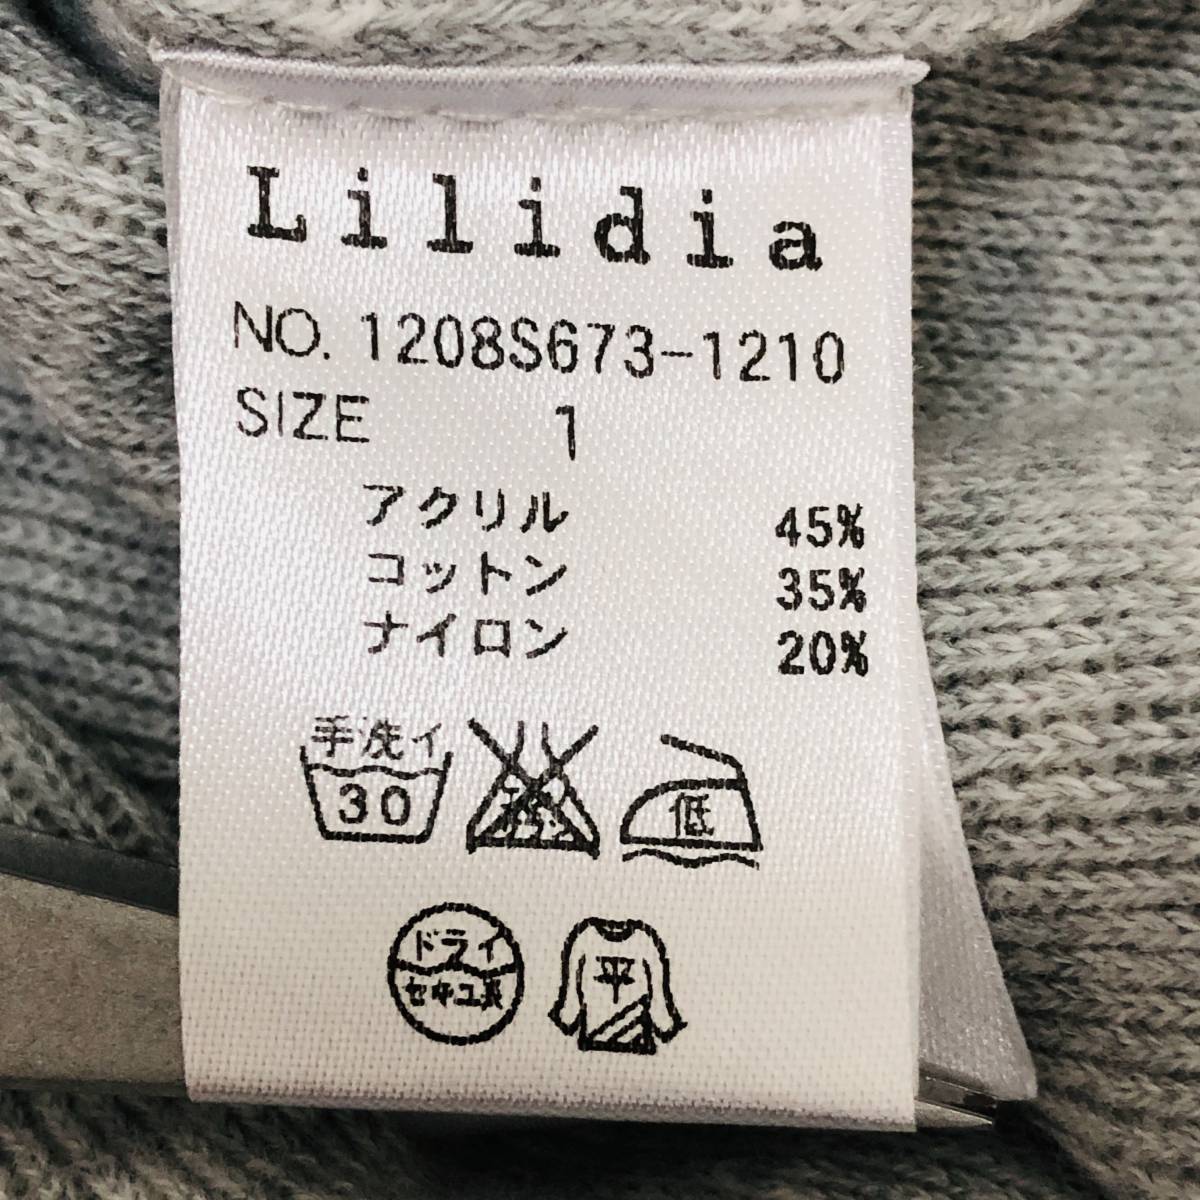 Lilidia
NO. 1208S673-1210
SIZE 1
アクリル 45%
コットン 35%
ナイロン 20%
手洗イ
30
低
ドライ
セキユ系
平